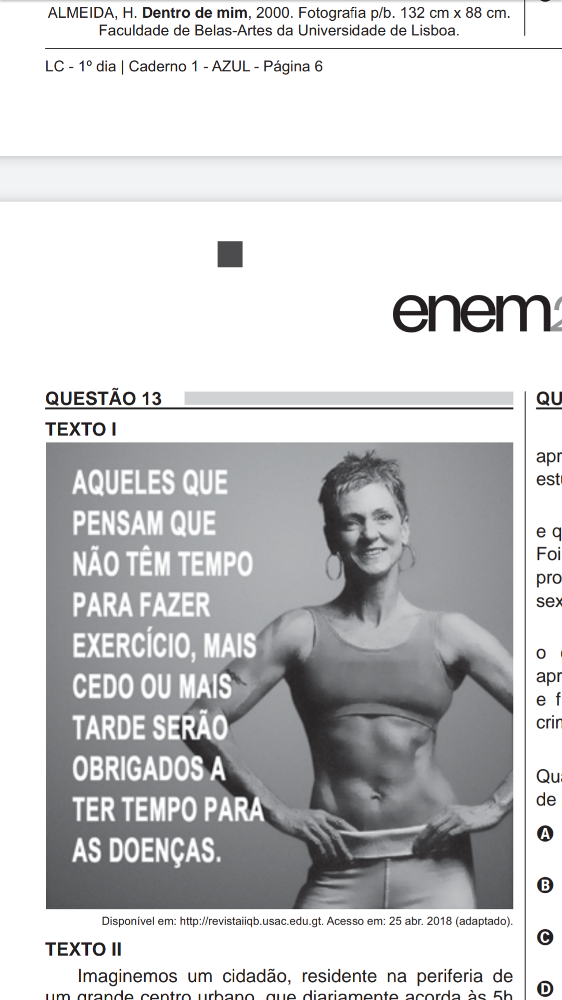 ALMEIDA, H. Dentro de mim, 2000. Fotografia p/b. 132 cm x 88 cm.
Faculdade de Belas-Artes da Universidade de Lisboa.
LC - 1º dia | Caderno 1 - AZUL - Página 6
enem
QUESTÃO 13
TEXTO I
AQUELES QUE
PENSAM QUE
NÃO TÊM TEMPO
PARA FAZER
EXERCÍCIO, MAIS
CEDO OU MAIS
TARDE SERÃO
OBRIGADOS A
TER TEMPO PARA
AS DOENÇAS.
Disponível em: http://revistaiiqb.usac.edu.gt. Acesso em: 25 abr. 2018 (adaptado).
TEXTO II
Imaginemos um cidadão, residente na periferia de
um grande centro urbano, que diariamente acorda às 5h
QU
apr
est
e q
Foi
pro
sex
o
apr
e f
crin
Qua
de
A
B
C
D